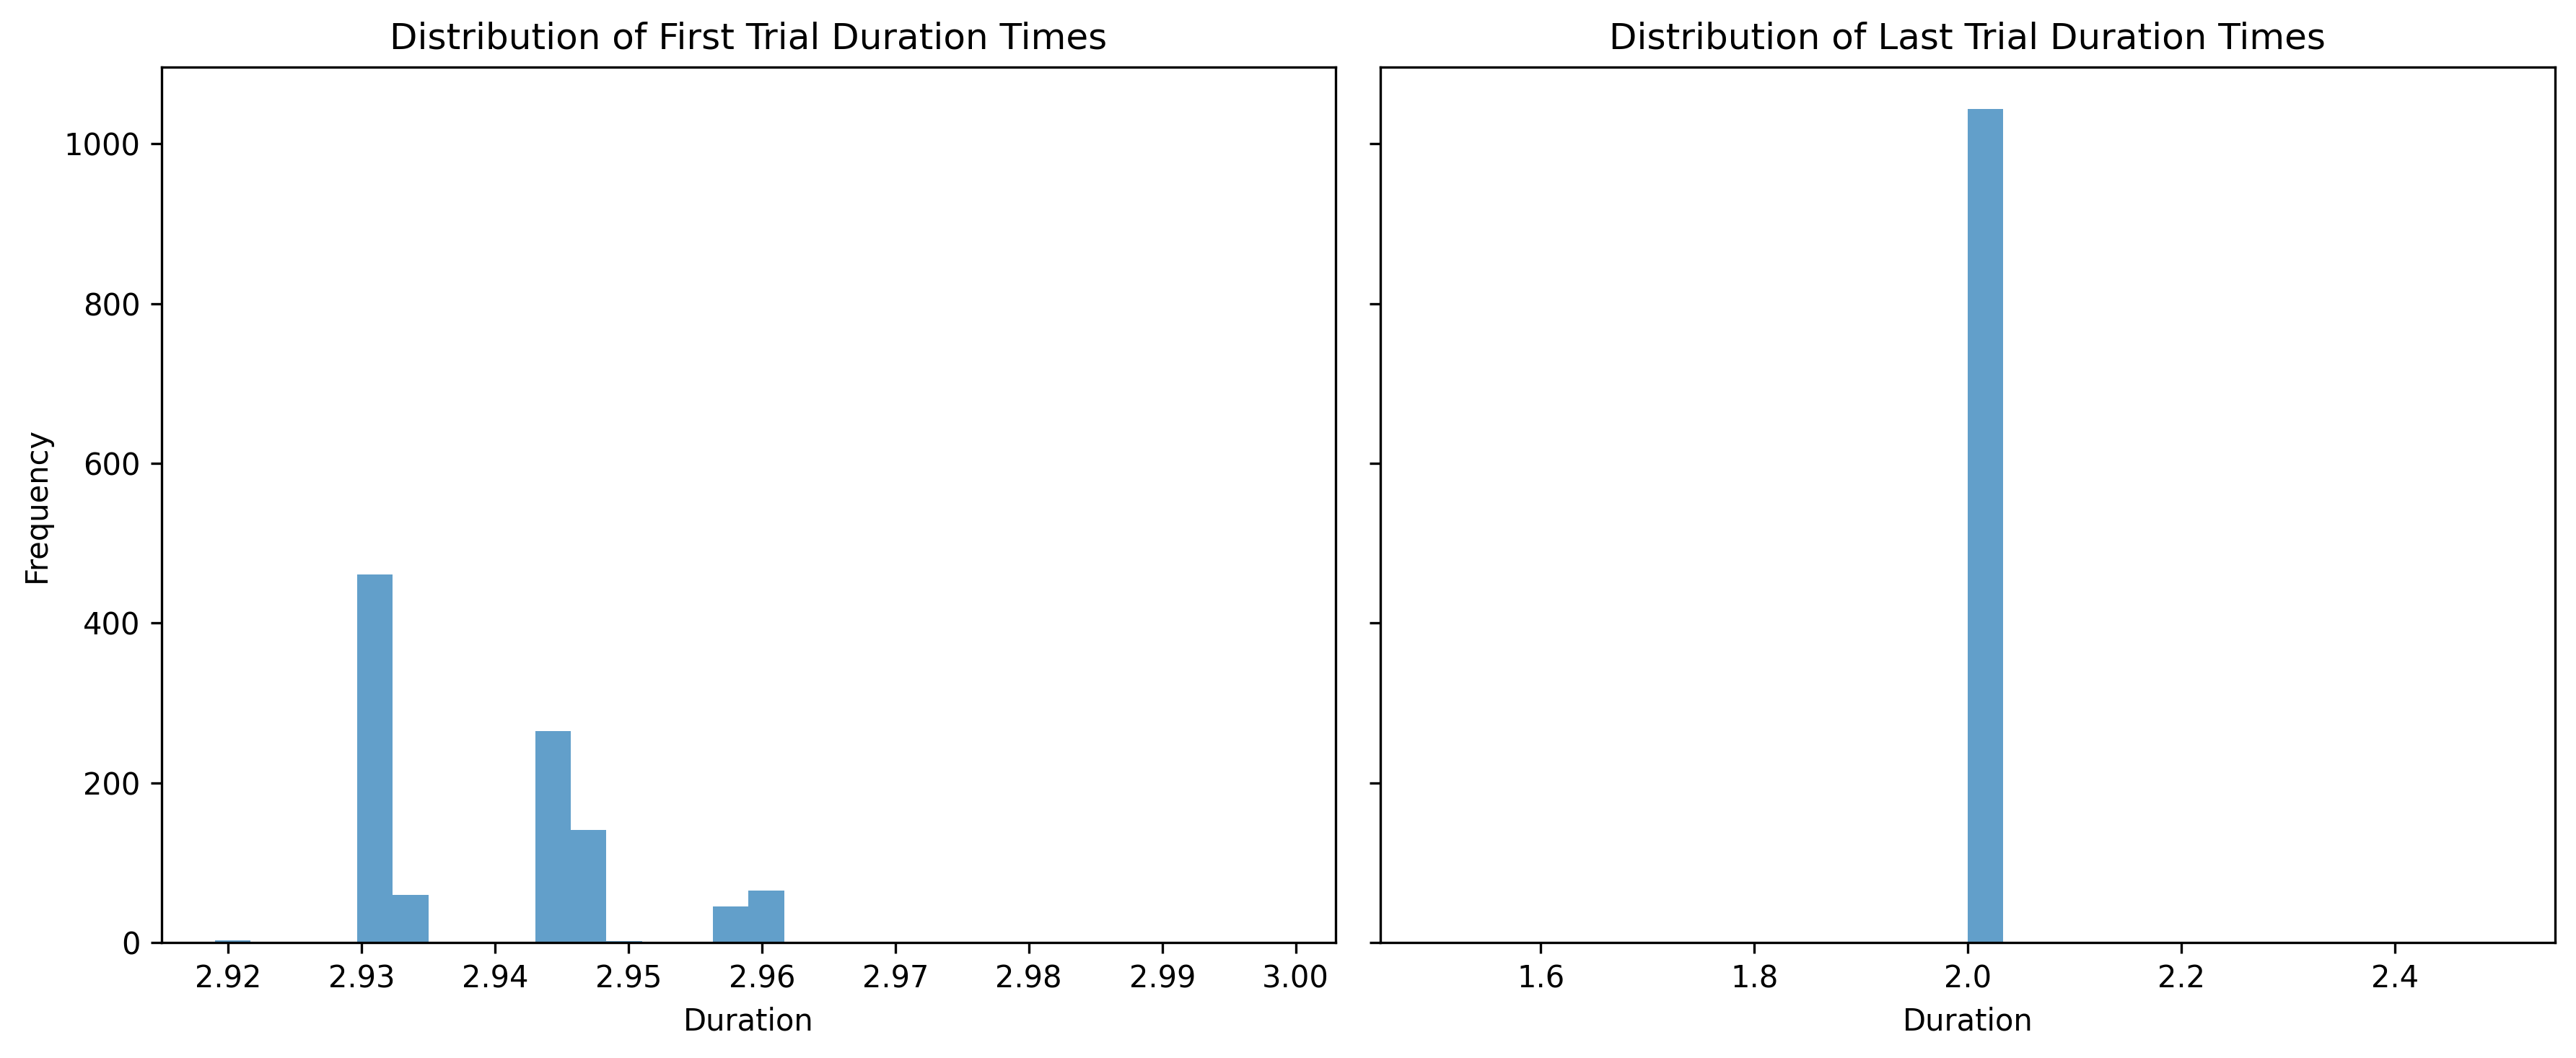 Distribution of First Trial Duration Times
Distribution of Last Trial Duration Times
Frequency
1000
800
600
400
200
0
2.92 2.93 2.94 2.95 2.96 2.97 2.98 2.99 3.00
Duration
1.6 1.8 2.0 2.2 2.4
Duration